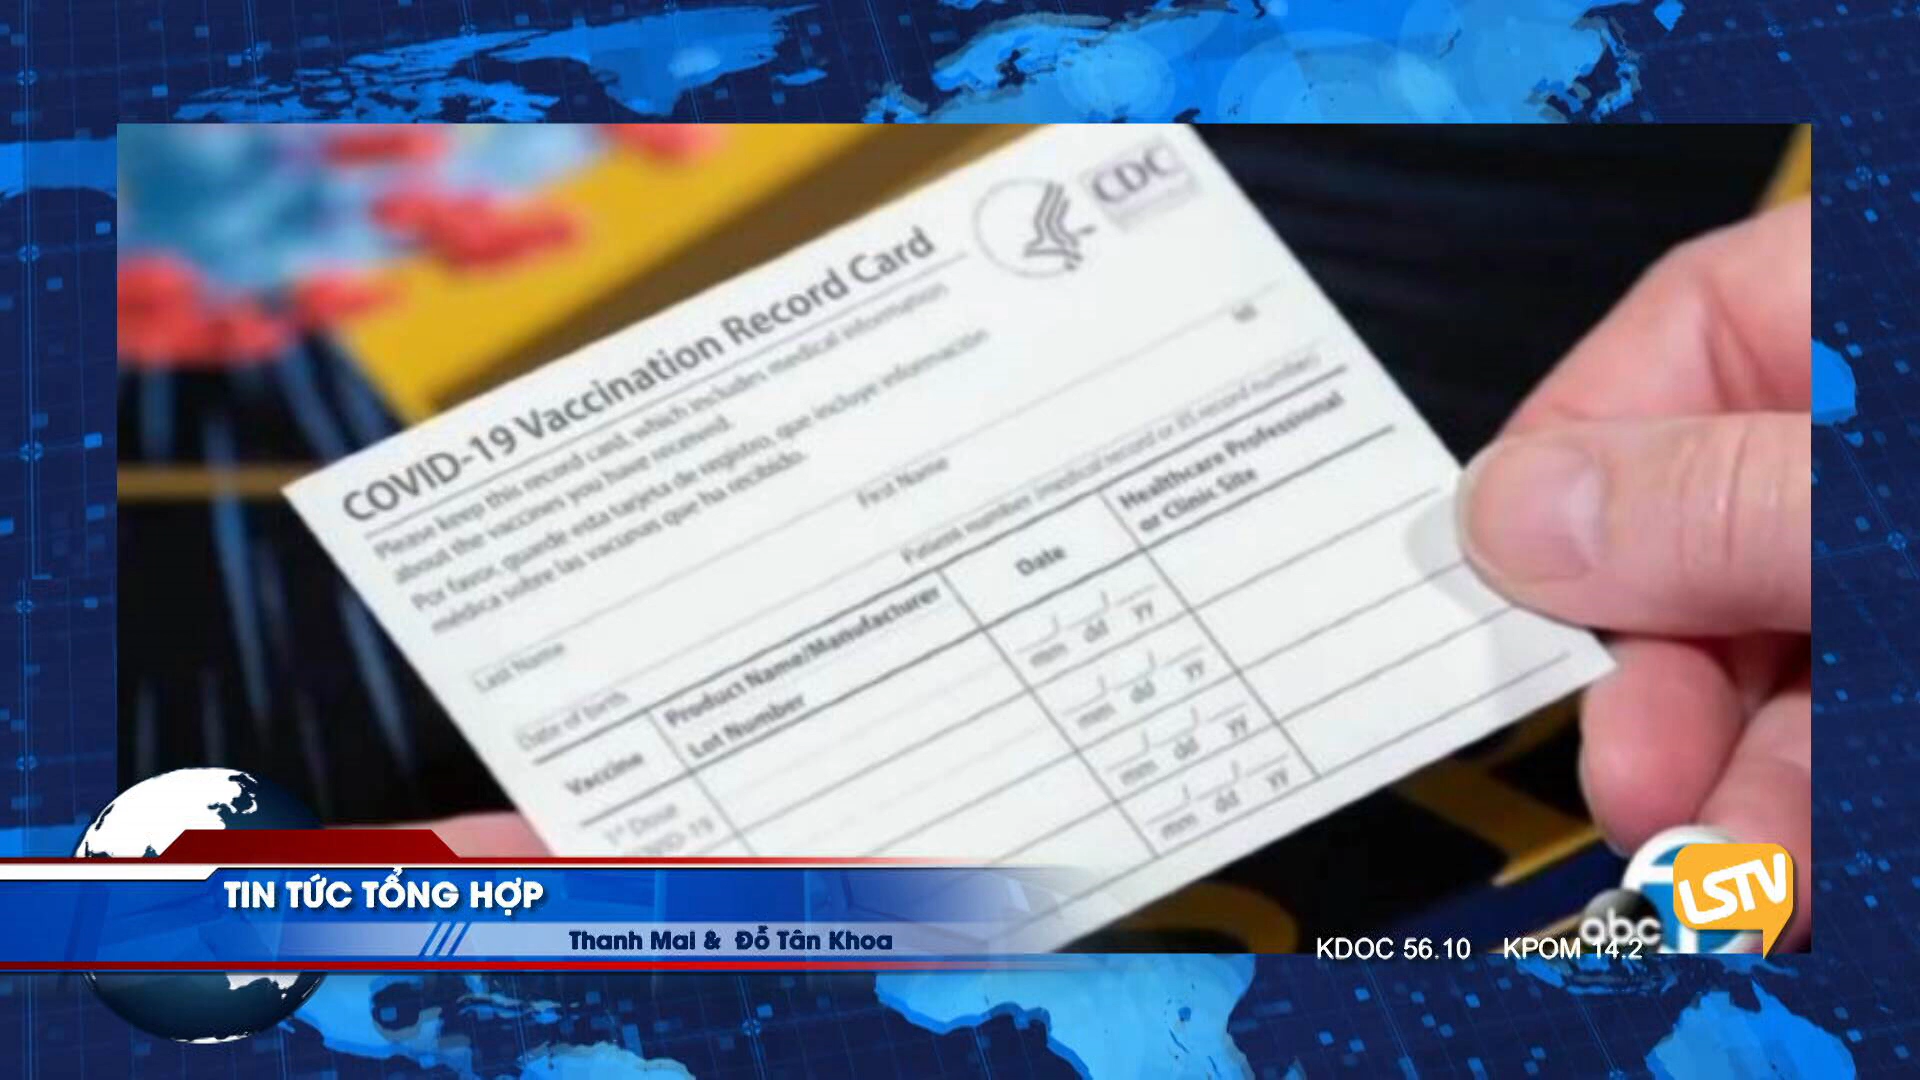 CDC
COVID-19 Vaccination Record Card
Please keep this record card, which includes medical information
about the vaccines you have received.
Por favor, guarde esta tarjeta de registro, que incluye información
médica sobre las vacunas que ha recibido.
Last Name
First Name
MI
Date of birth
Patient number (medical record or IIS record number)
Vaccine
Product Name/Manufacturer
Lot Number
Date
Healthcare Professional
or Clinic Site
1st Dose
COVID-19
mm dd yy
mm dd yy
mm dd yy
mm dd yy
TIN TỨC TỔNG HỢP
Thanh Mai & Đỗ Tân Khoa
KDOC 56.10 KPOM 14.2
abc
LSTV